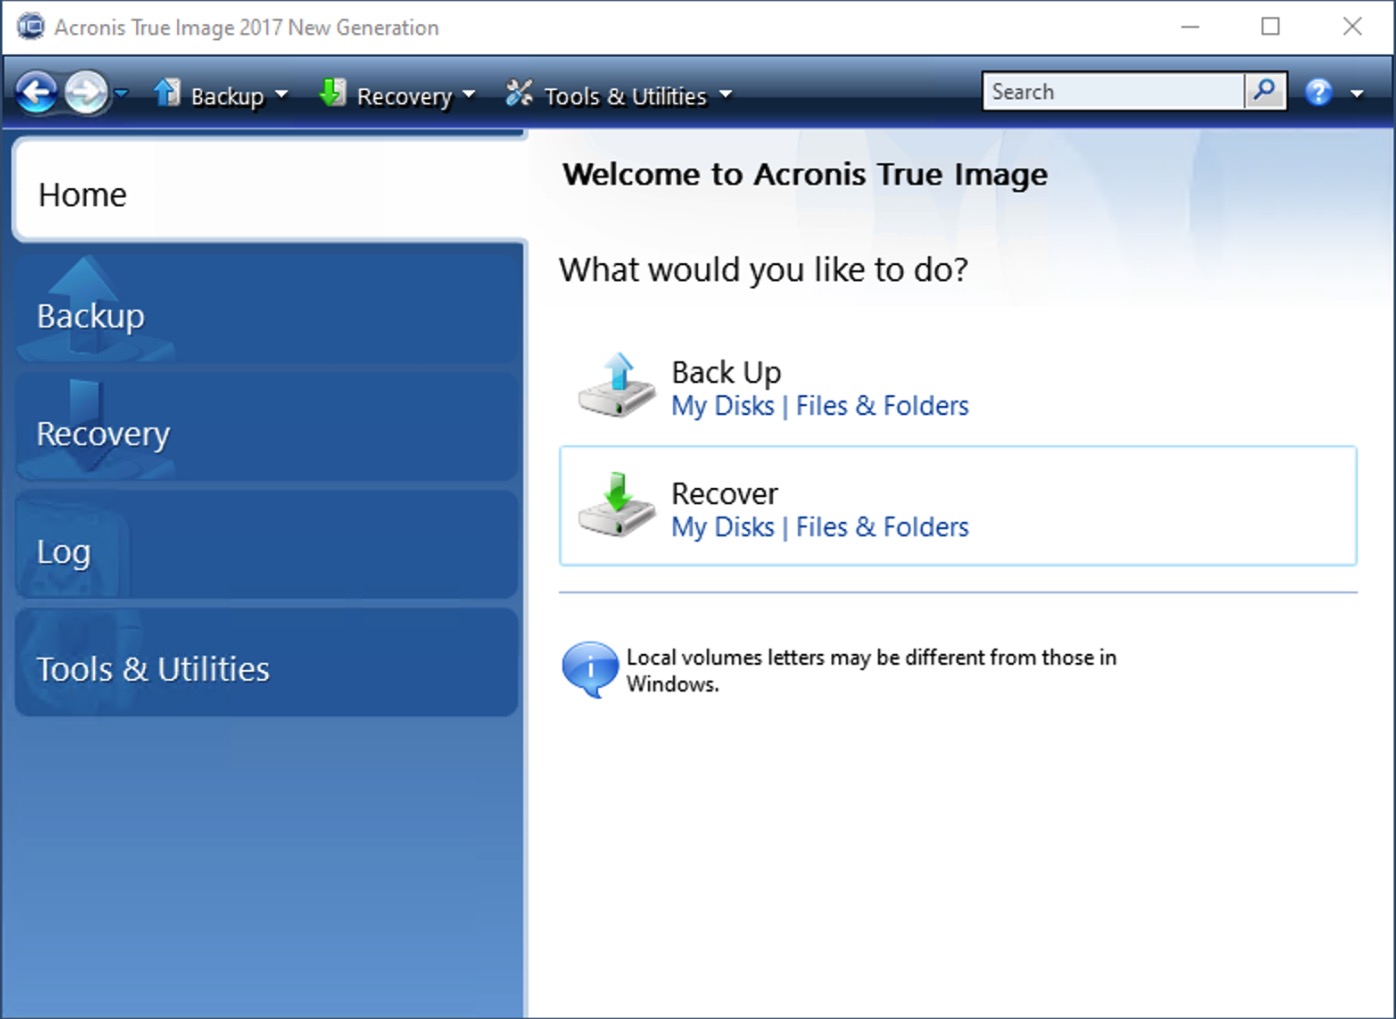 Acronis True Image 2017 New Generation
Backup Recovery Tools & Utilities Search ?
Home
Backup
Recovery
Log
Tools & Utilities
Welcome to Acronis True Image
What would you like to do?
Back Up
My Disks | Files & Folders
Recover
My Disks | Files & Folders
i
Local volumes letters may be different from those in
Windows.